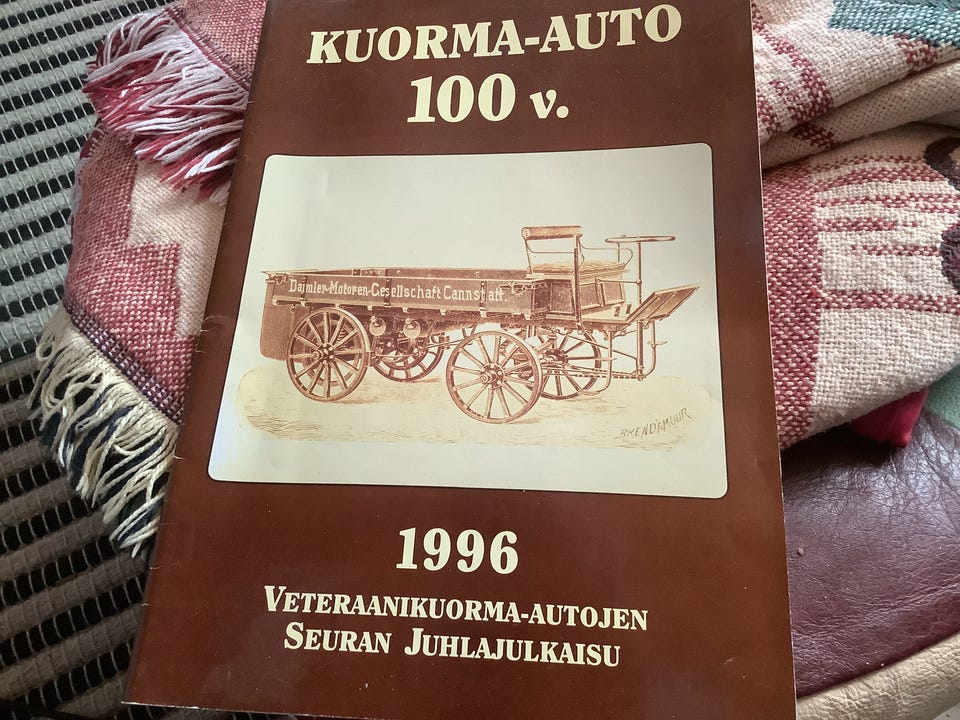 KUORMA-AUTO
100 v.
Daimler-Motoren-Gesellschaft Cannstatt.
1996
VETERAANIKUORMA-AUTOJEN
SEURAN JUHLAJULKAISU